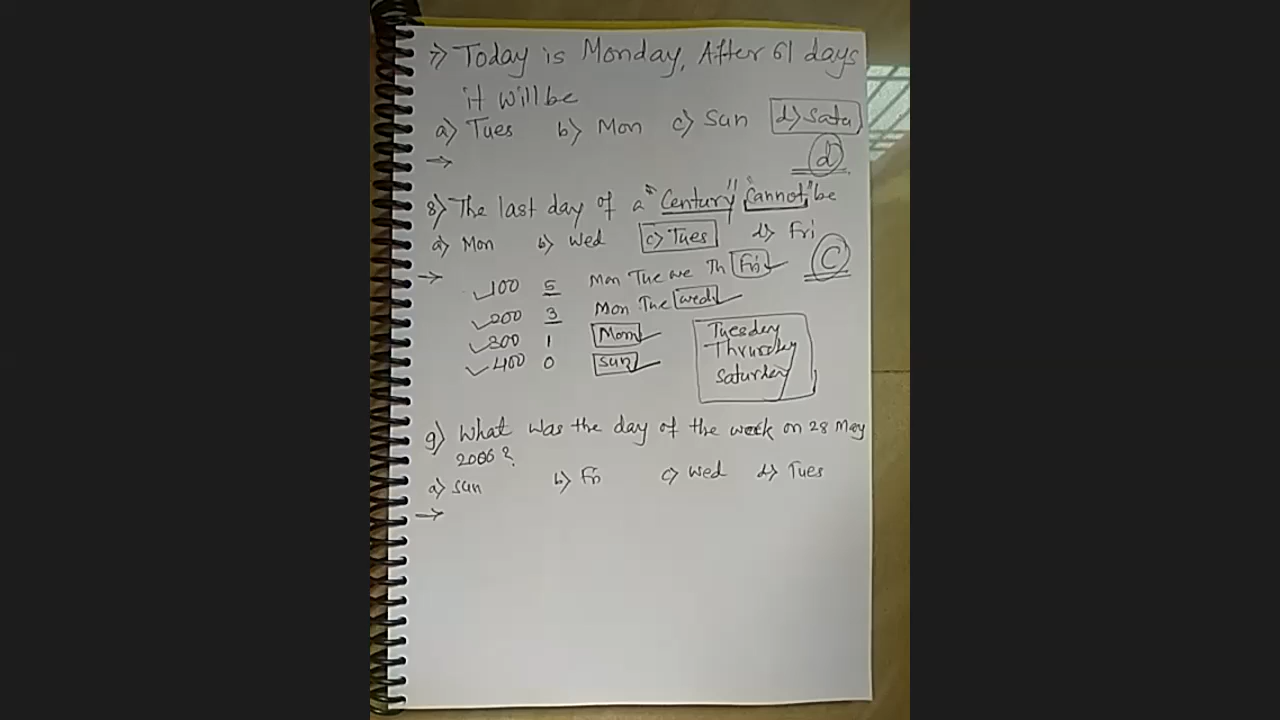 7) Today is Monday, After 61 days
it will be
a) Tues b) Mon c) Sun d) Satu
→ d
8) The last day of a "Century" "Cannot" be
a) Mon b) Wed c) Tues d) Fri
→ C
100 5 Mon Tue We Th Fri
200 3 Mon Tue Wed
300 1 Mon
400 0 Sun
Tuesday
Thrusday
Saturday
9) What was the day of the week on 28 May
2006?
a) Sun b) Fri c) Wed d) Tues
→